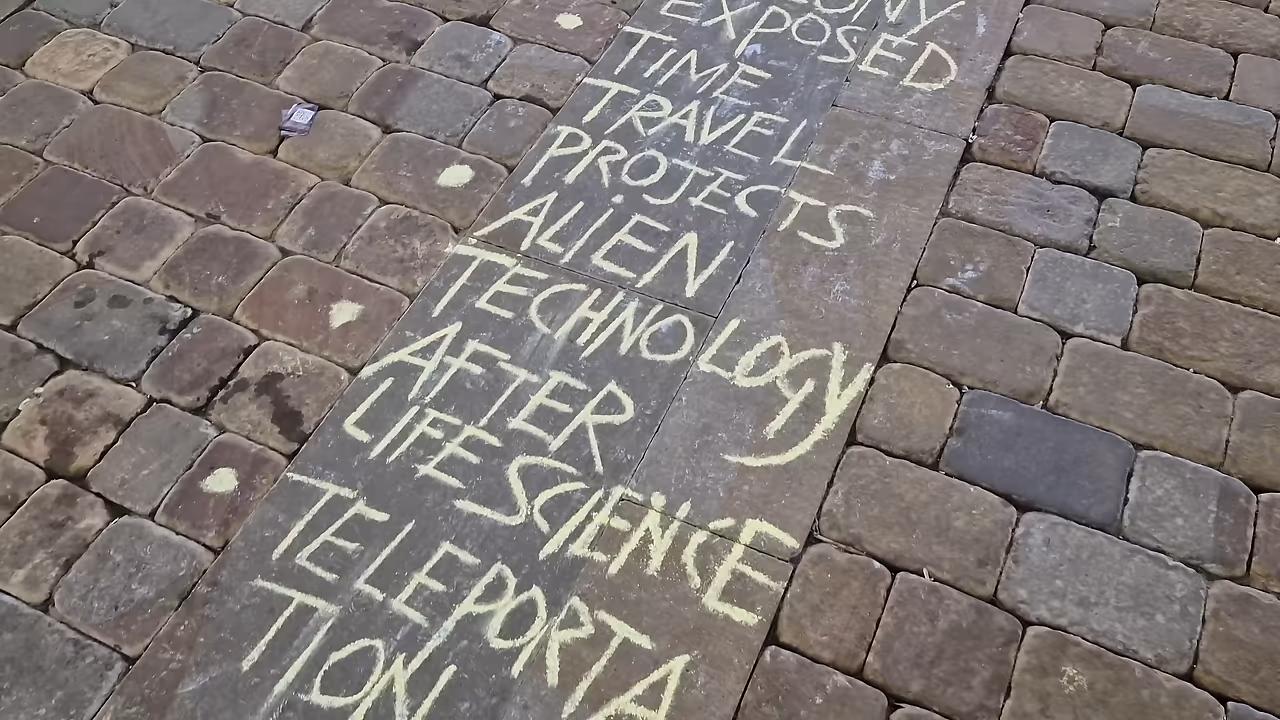 EXPOSED
TIME
TRAVEL
PROJECTS
ALIEN
TECHNOLOGY
AFTER
LIFE SCIENCE
TELEPORTA
TION